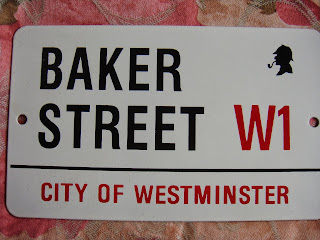 BAKER
STREET W1
CITY OF WESTMINSTER